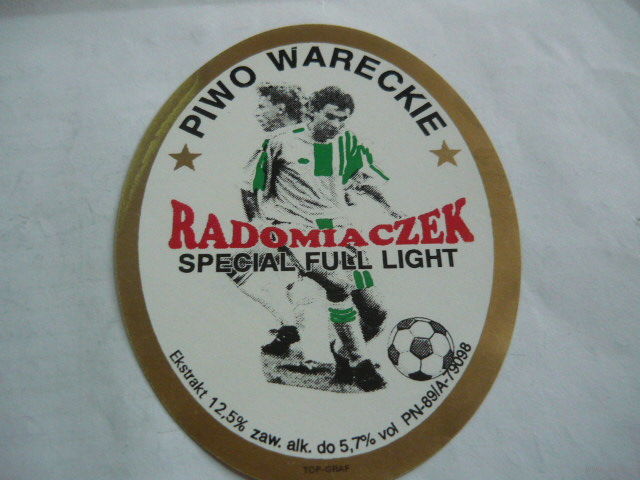 PIWO WARECKIE
RADOMIACZEK
SPECIAL FULL LIGHT
Ekstrakt 12,5% zaw. alk. do 5,7% vol PN-89/A-79098
TOP-GRAF